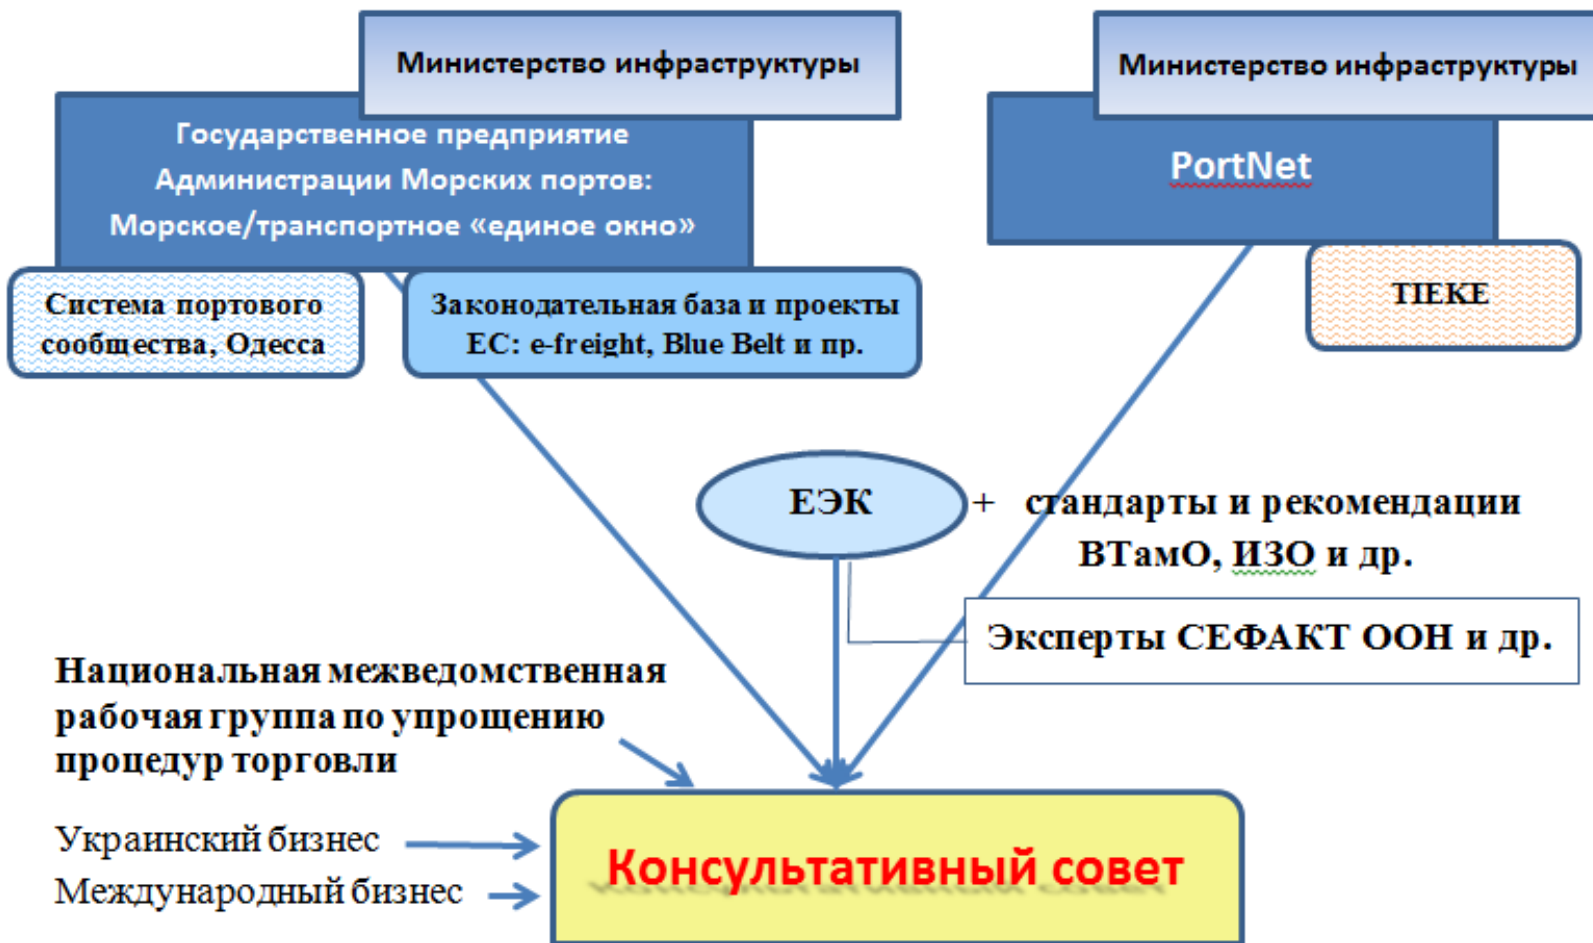 Министерство инфраструктуры
Государственное предприятие
Администрации Морских портов:
Морское/транспортное «единое окно»
Система портового
сообщества, Одесса
Законодательная база и проекты
ЕС: e-freight, Blue Belt и пр.
Министерство инфраструктуры
PortNet
TIEKE
ЕЭК
+ стандарты и рекомендации
ВТамО, ИЗО и др.
Эксперты СЕФАКТ ООН и др.
Национальная межведомственная
рабочая группа по упрощению
процедур торговли
Украинский бизнес
Международный бизнес
Консультативный совет